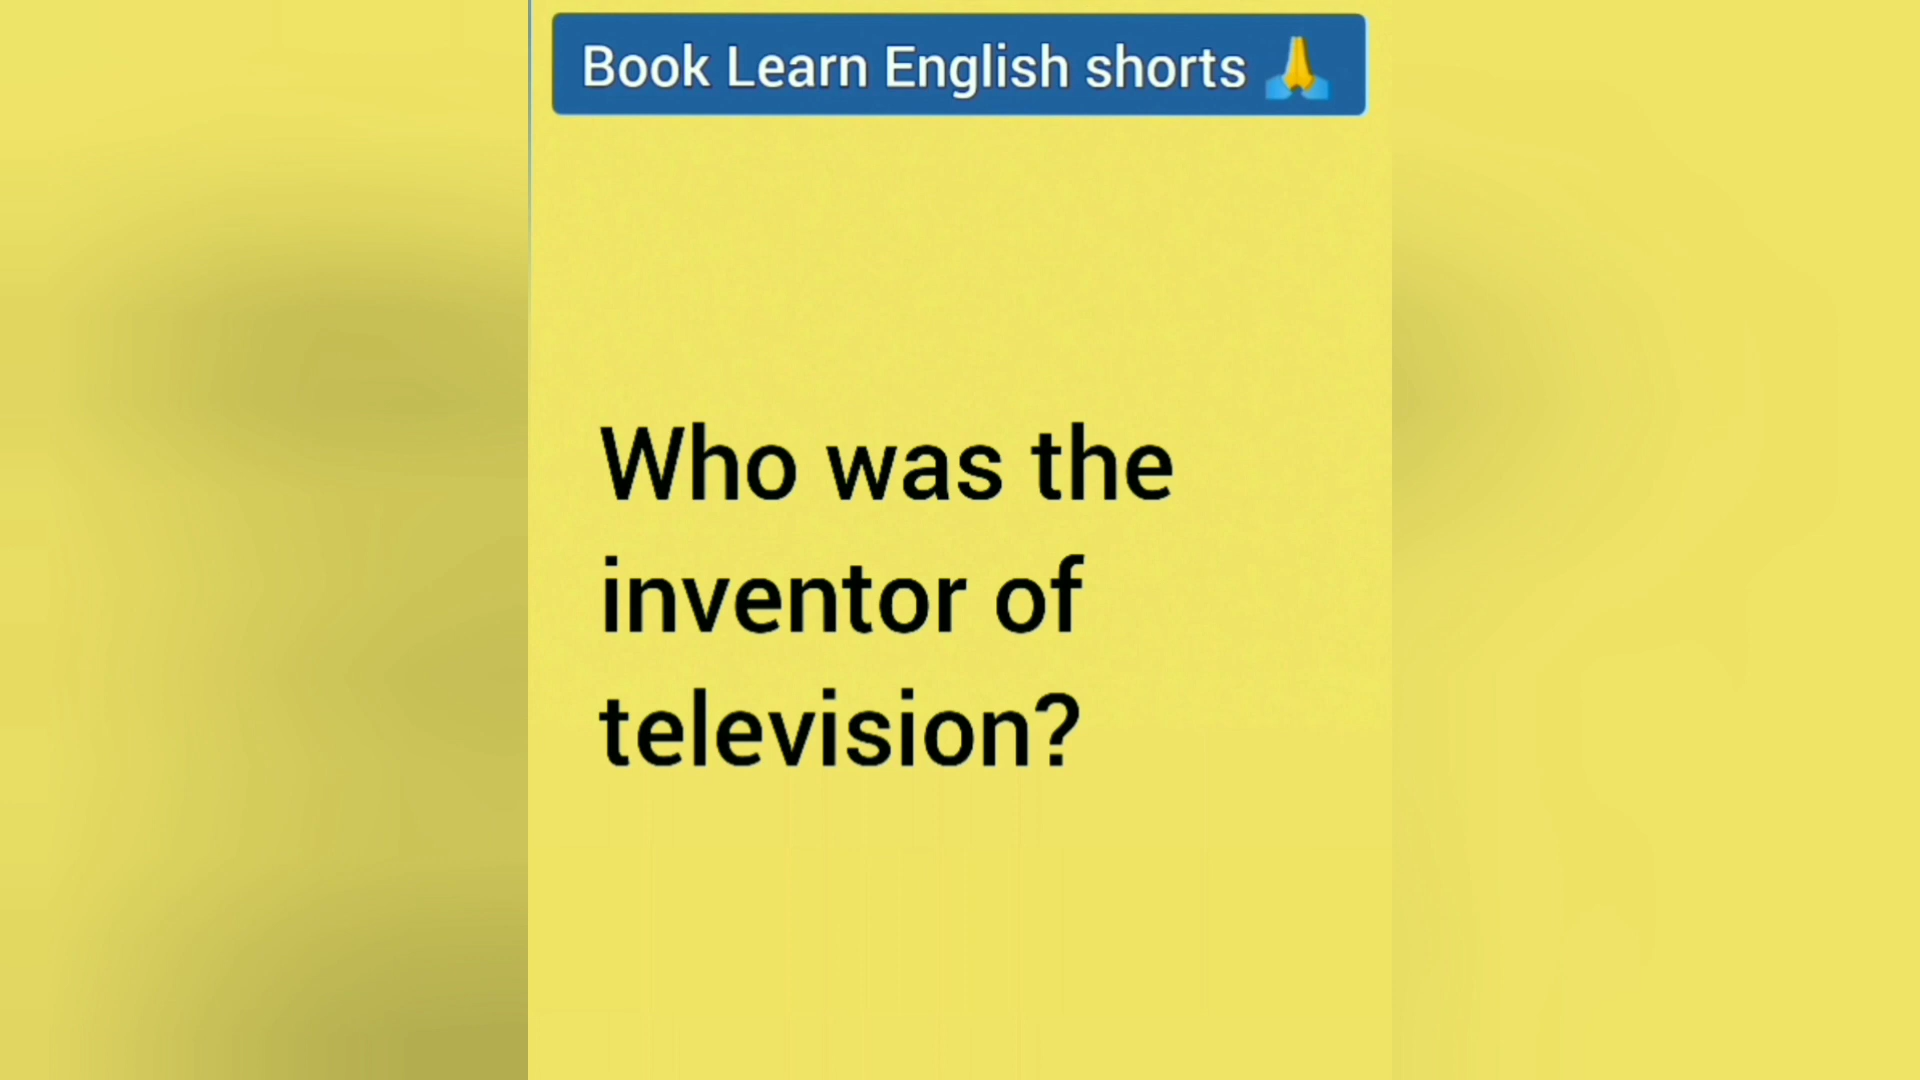 Book Learn English shorts 🙏
Who was the
inventor of
television?